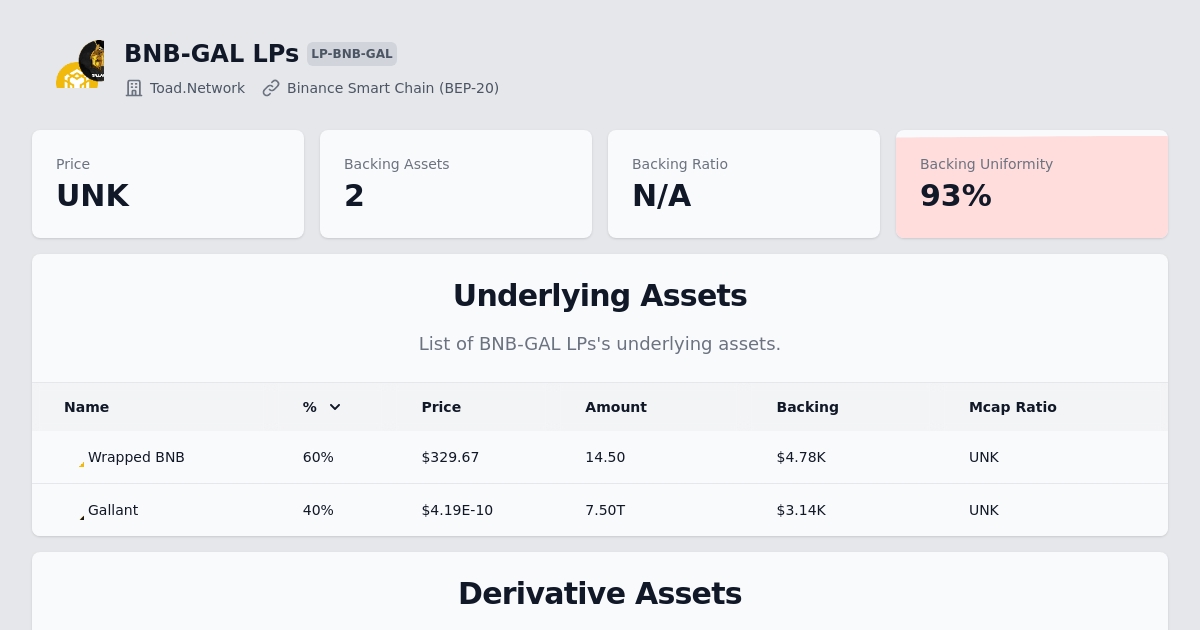 BNB-GAL LPs LP-BNB-GAL
Toad.Network Binance Smart Chain (BEP-20)
Price Backing Assets Backing Ratio Backing Uniformity
UNK 2 N/A 93%
Underlying Assets
List of BNB-GAL LPs's underlying assets.
Name % Price Amount Backing Mcap Ratio
Wrapped BNB 60% $329.67 14.50 $4.78K UNK
Gallant 40% $4.19E-10 7.50T $3.14K UNK
Derivative Assets